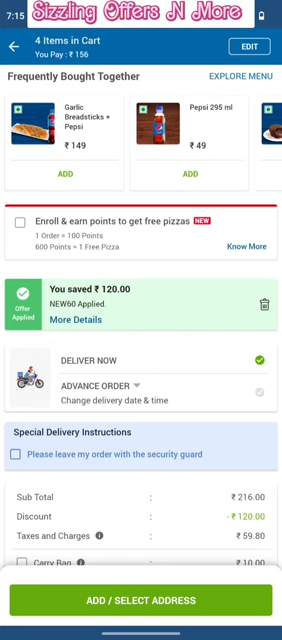 7:15
Sizzling Offers N More
4 Items in Cart
You Pay : ₹ 156
EDIT
Frequently Bought Together
EXPLORE MENU
Garlic
Breadsticks +
Pepsi
₹ 149
ADD
Pepsi 295 ml
₹ 49
ADD
Enroll & earn points to get free pizzas NEW
1 Order = 100 Points
600 Points = 1 Free Pizza
Know More
Offer
Applied
You saved ₹ 120.00
NEW60 Applied.
More Details
DELIVER NOW
ADVANCE ORDER
Change delivery date & time
Special Delivery Instructions
Please leave my order with the security guard
Sub Total : ₹ 216.00
Discount : - ₹ 120.00
Taxes and Charges : ₹ 59.80
Carry Bag : ₹ 10.00
ADD / SELECT ADDRESS